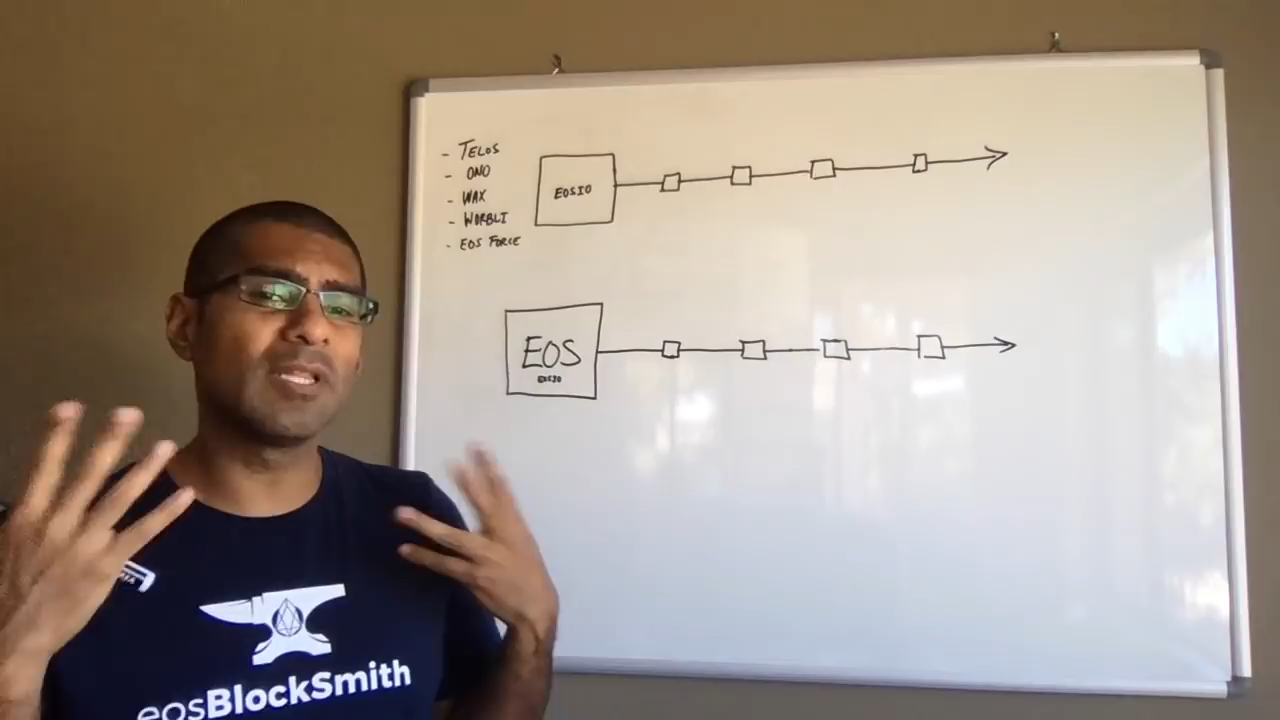 - TELOS
- ONO
- WAX
- WORBLI
- EOS FORCE
EOSIO
EOS
EOSIO
eosBlockSmith